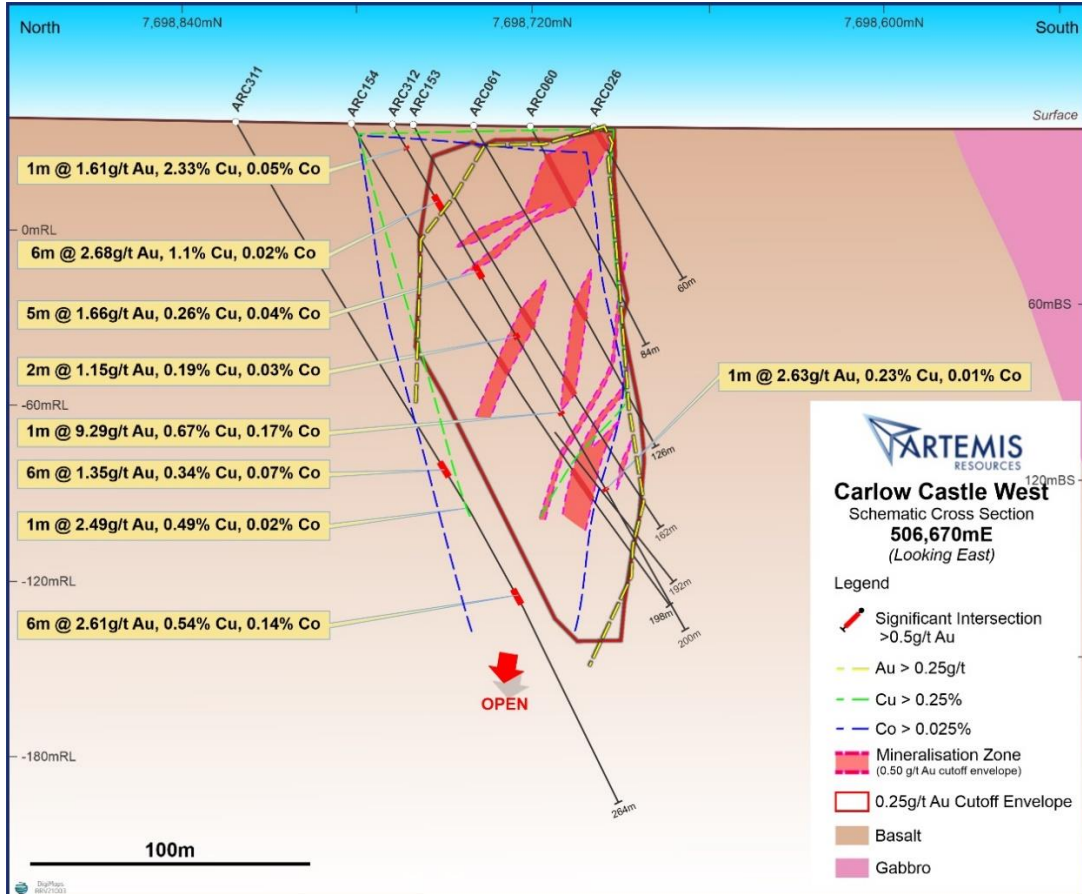 North
7,698,840mN
7,698,720mN
7,698,600mN
South
ARC311
ARC154
ARC312
ARC153
ARC061
ARC060
ARC026
Surface
1m @ 1.61g/t Au, 2.33% Cu, 0.05% Co
0mRL
6m @ 2.68g/t Au, 1.1% Cu, 0.02% Co
60m
5m @ 1.66g/t Au, 0.26% Cu, 0.04% Co
60mBS
84m
2m @ 1.15g/t Au, 0.19% Cu, 0.03% Co
1m @ 2.63g/t Au, 0.23% Cu, 0.01% Co
-60mRL
1m @ 9.29g/t Au, 0.67% Cu, 0.17% Co
126m
6m @ 1.35g/t Au, 0.34% Cu, 0.07% Co
120mBS
1m @ 2.49g/t Au, 0.49% Cu, 0.02% Co
162m
-120mRL
192m
198m
200m
6m @ 2.61g/t Au, 0.54% Cu, 0.14% Co
OPEN
-180mRL
264m
100m
ARTEMIS
RESOURCES
Carlow Castle West
Schematic Cross Section
506,670mE
(Looking East)
Legend
Significant Intersection
>0.5g/t Au
Au > 0.25g/t
Cu > 0.25%
Co > 0.025%
Mineralisation Zone
(0.50 g/t Au cutoff envelope)
0.25g/t Au Cutoff Envelope
Basalt
Gabbro
DigiMaps